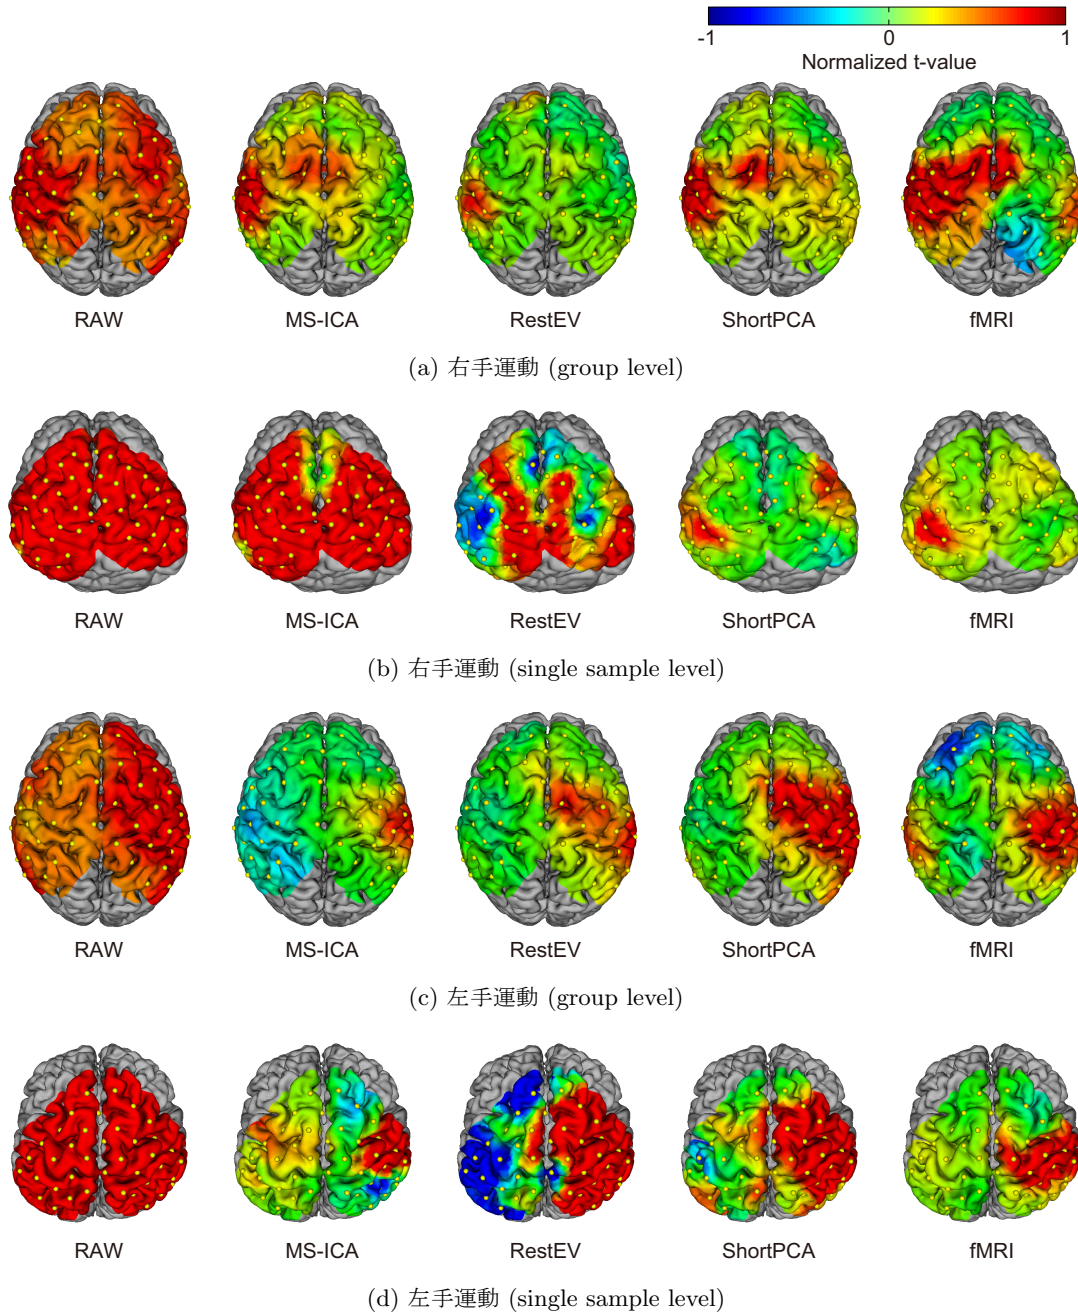 -1 0 1
Normalized t-value
RAW MS-ICA RestEV ShortPCA fMRI
(a) 右手運動 (group level)
RAW MS-ICA RestEV ShortPCA fMRI
(b) 右手運動 (single sample level)
RAW MS-ICA RestEV ShortPCA fMRI
(c) 左手運動 (group level)
RAW MS-ICA RestEV ShortPCA fMRI
(d) 左手運動 (single sample level)